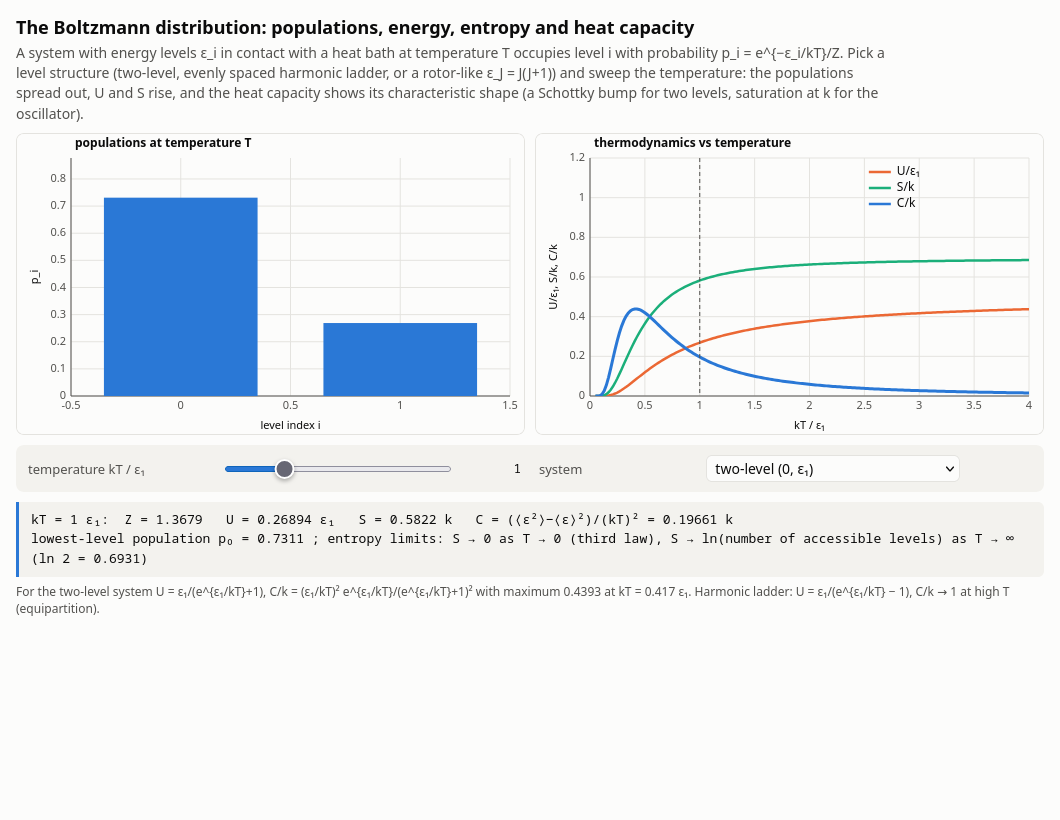 The Boltzmann distribution: populations, energy, entropy and heat capacity
A system with energy levels ε_i in contact with a heat bath at temperature T occupies level i with probability p_i = e^{−ε_i/kT}/Z. Pick a
level structure (two-level, evenly spaced harmonic ladder, or a rotor-like ε_J = J(J+1)) and sweep the temperature: the populations
spread out, U and S rise, and the heat capacity shows its characteristic shape (a Schottky bump for two levels, saturation at k for the
oscillator).
populations at temperature T
0.8
0.7
0.6
0.5
0.4
0.3
0.2
0.1
0
p_i
-0.5
0
0.5
1
1.5
level index i
thermodynamics vs temperature
1.2
1
0.8
0.6
0.4
0.2
0
U/ε₁, S/k, C/k
U/ε₁
S/k
C/k
0
0.5
1
1.5
2
2.5
3
3.5
4
kT / ε₁
temperature kT / ε₁
1
system
two-level (0, ε₁)
kT = 1 ε₁:  Z = 1.3679   U = 0.26894 ε₁   S = 0.5822 k   C = (⟨ε²⟩−⟨ε⟩²)/(kT)² = 0.19661 k
lowest-level population p₀ = 0.7311 ; entropy limits: S → 0 as T → 0 (third law), S → ln(number of accessible levels) as T → ∞
(ln 2 = 0.6931)
For the two-level system U = ε₁/(e^{ε₁/kT}+1), C/k = (ε₁/kT)² e^{ε₁/kT}/(e^{ε₁/kT}+1)² with maximum 0.4393 at kT = 0.417 ε₁. Harmonic ladder: U = ε₁/(e^{ε₁/kT} − 1), C/k → 1 at high T
(equipartition).